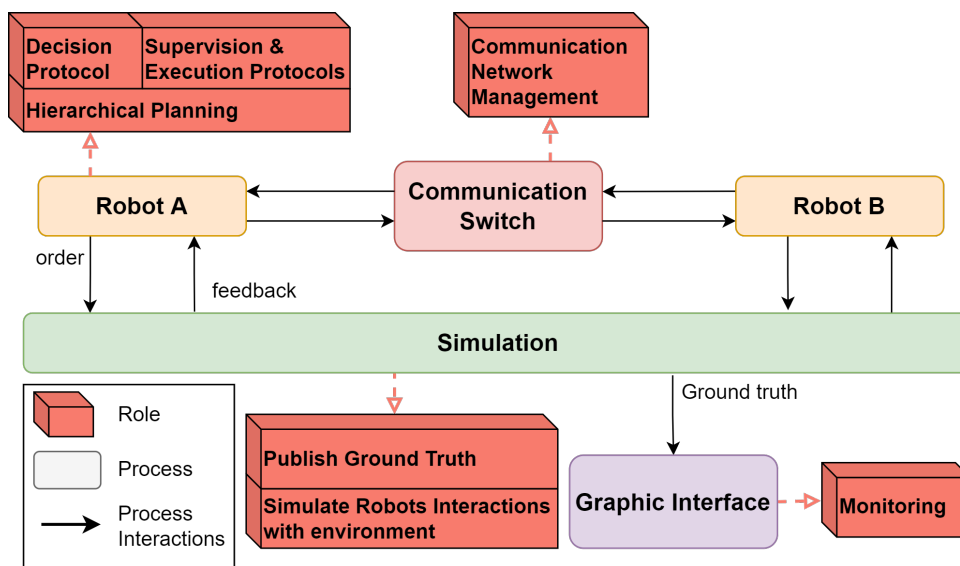 Decision
Protocol
Supervision &
Execution Protocols
Hierarchical Planning
Communication
Network
Management
Robot A
Communication
Switch
Robot B
order
feedback
Simulation
Ground truth
Role
Process
Process
Interactions
Publish Ground Truth
Simulate Robots Interactions
with environment
Graphic Interface
Monitoring